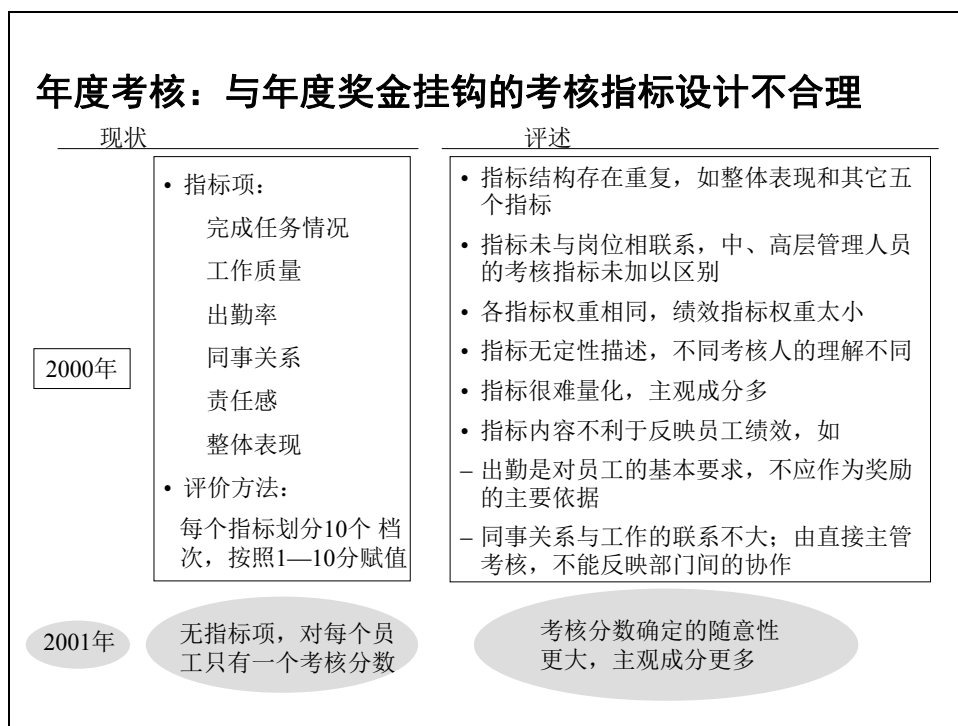 年度考核：与年度奖金挂钩的考核指标设计不合理
现状
评述
2000年
• 指标项：
完成任务情况
工作质量
出勤率
同事关系
责任感
整体表现
• 评价方法：
每个指标划分10个 档
次，按照1—10分赋值
• 指标结构存在重复，如整体表现和其它五
个指标
• 指标未与岗位相联系，中、高层管理人员
的考核指标未加以区别
• 各指标权重相同，绩效指标权重太小
• 指标无定性描述，不同考核人的理解不同
• 指标很难量化，主观成分多
• 指标内容不利于反映员工绩效，如
– 出勤是对员工的基本要求，不应作为奖励
的主要依据
– 同事关系与工作的联系不大；由直接主管
考核，不能反映部门间的协作
2001年
无指标项，对每个员
工只有一个考核分数
考核分数确定的随意性
更大，主观成分更多